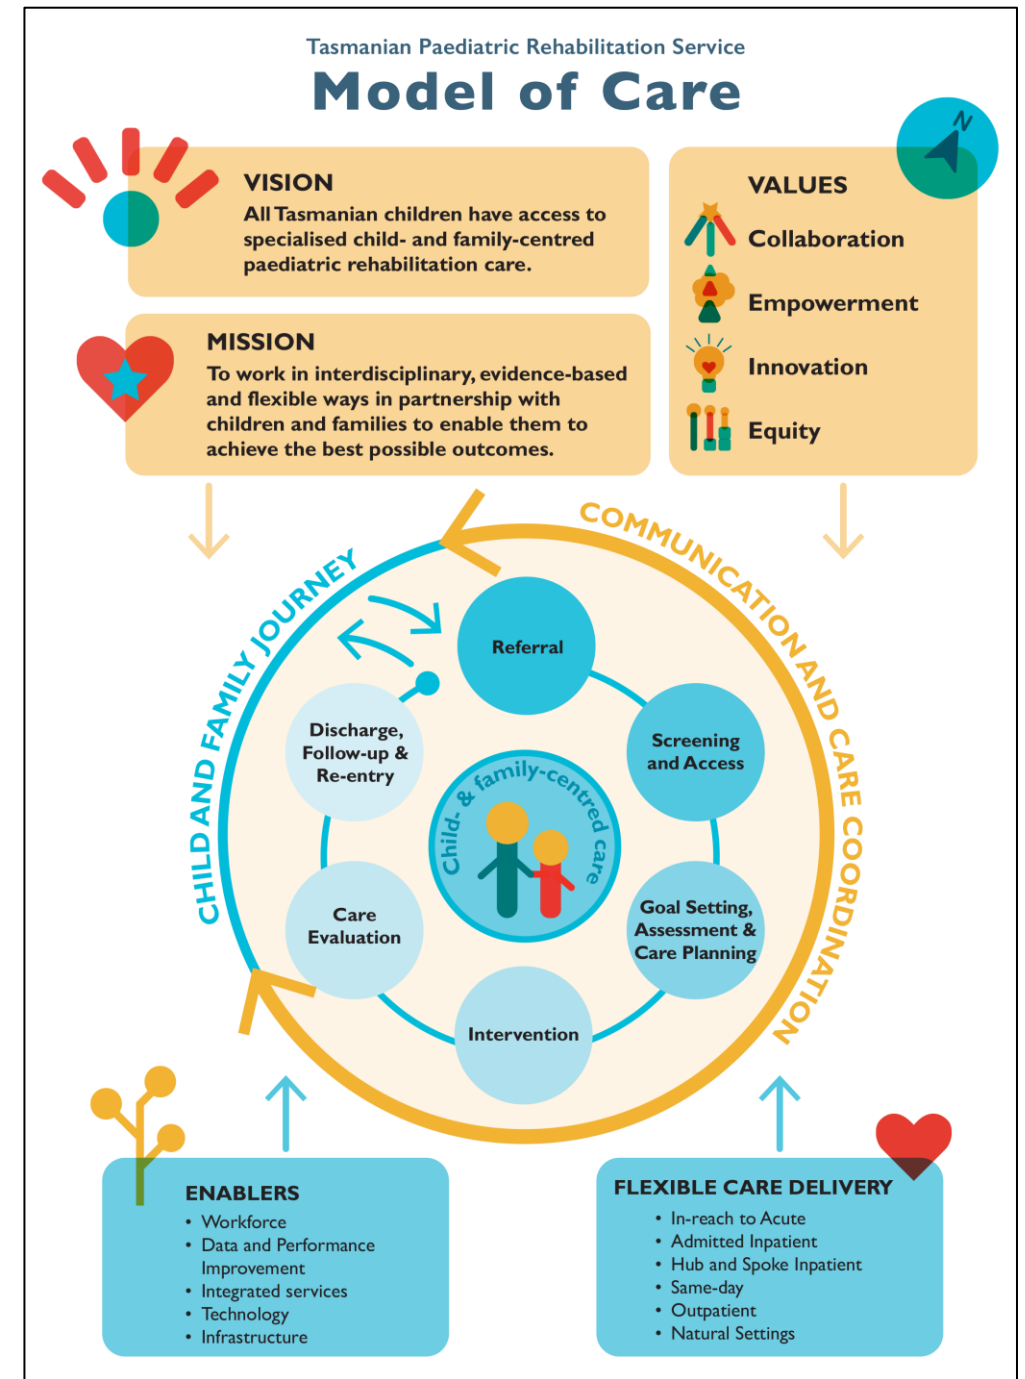 Tasmanian Paediatric Rehabilitation Service
Model of Care
VISION
All Tasmanian children have access to
specialised child- and family-centred
paediatric rehabilitation care.
MISSION
To work in interdisciplinary, evidence-based
and flexible ways in partnership with
children and families to enable them to
achieve the best possible outcomes.
N
VALUES
Collaboration
Empowerment
Innovation
Equity
CHILD AND FAMILY JOURNEY
COMMUNICATION AND CARE COORDINATION
Referral
Screening
and Access
Goal Setting,
Assessment &
Care Planning
Intervention
Care
Evaluation
Discharge,
Follow-up &
Re-entry
Child- & family-centred care
ENABLERS
• Workforce
• Data and Performance
Improvement
• Integrated services
• Technology
• Infrastructure
FLEXIBLE CARE DELIVERY
• In-reach to Acute
• Admitted Inpatient
• Hub and Spoke Inpatient
• Same-day
• Outpatient
• Natural Settings